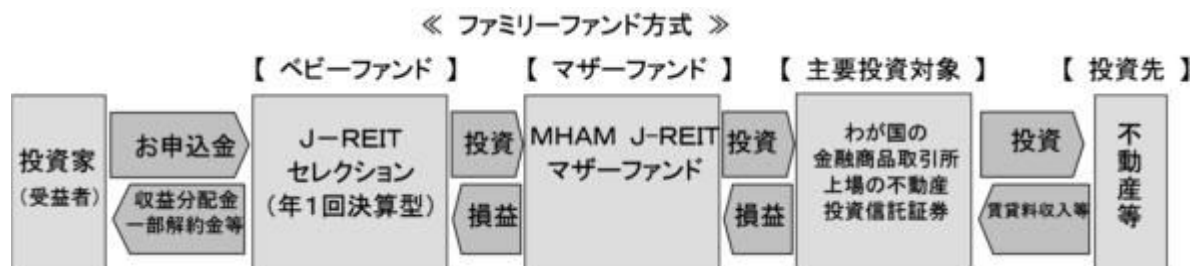 ≪ ファミリーファンド方式 ≫
【 ベビーファンド 】
【 マザーファンド 】
【 主要投資対象 】
【 投資先 】
投資家
(受益者)
お申込金
収益分配金
一部解約金等
J-REIT
セレクション
(年1回決算型)
投資
損益
MHAM J-REIT
マザーファンド
投資
損益
わが国の
金融商品取引所
上場の不動産
投資信託証券
投資
賃貸料収入等
不動産等